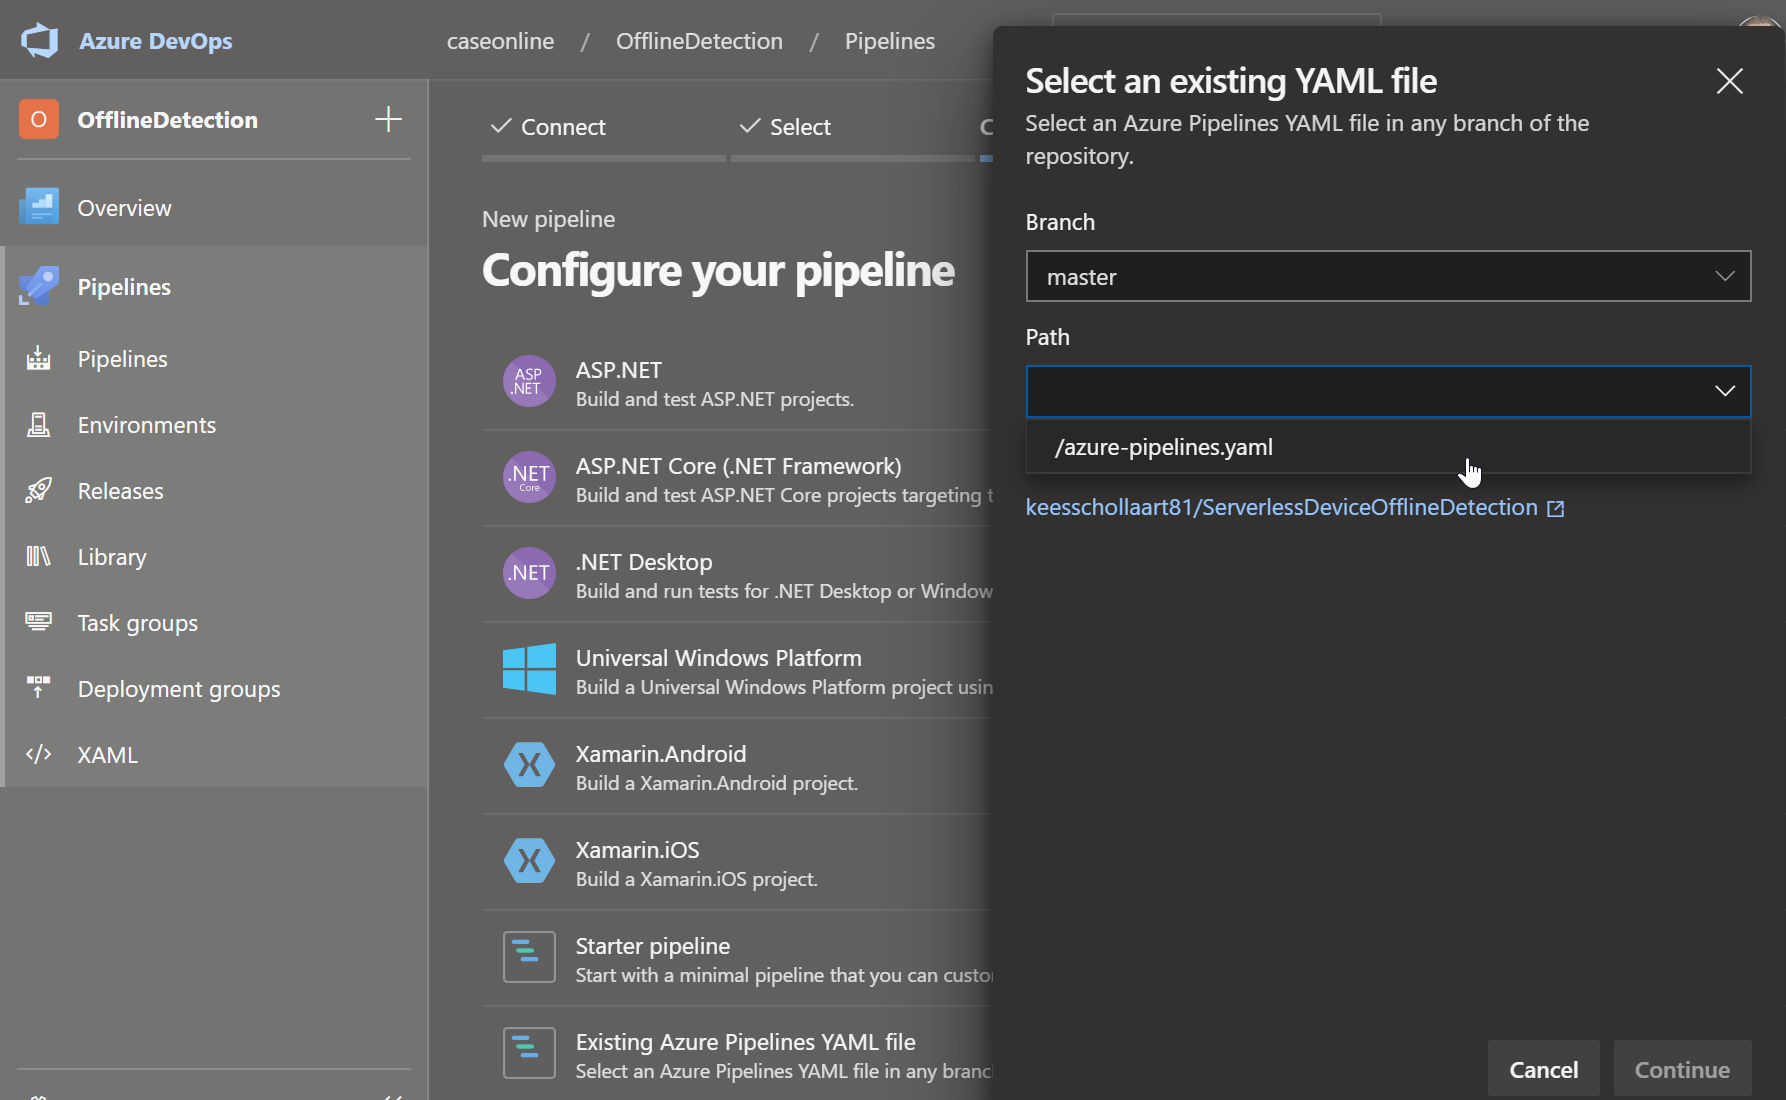 Azure DevOps
caseonline / OfflineDetection / Pipelines
O OfflineDetection
Overview
Pipelines
Pipelines
Environments
Releases
Library
Task groups
Deployment groups
XAML
Connect
Select
C
New pipeline
Configure your pipeline
ASP
.NET
ASP.NET
Build and test ASP.NET projects.
.NET
Core
ASP.NET Core (.NET Framework)
Build and test ASP.NET Core projects targeting t
.NET
.NET Desktop
Build and run tests for .NET Desktop or Window
Universal Windows Platform
Build a Universal Windows Platform project usin
Xamarin.Android
Build a Xamarin.Android project.
Xamarin.iOS
Build a Xamarin.iOS project.
Starter pipeline
Start with a minimal pipeline that you can custo
Existing Azure Pipelines YAML file
Select an Azure Pipelines YAML file in any branc
Select an existing YAML file
Select an Azure Pipelines YAML file in any branch of the
repository.
Branch
master
Path
/azure-pipelines.yaml
keesschollaart81/ServerlessDeviceOfflineDetection
Cancel
Continue